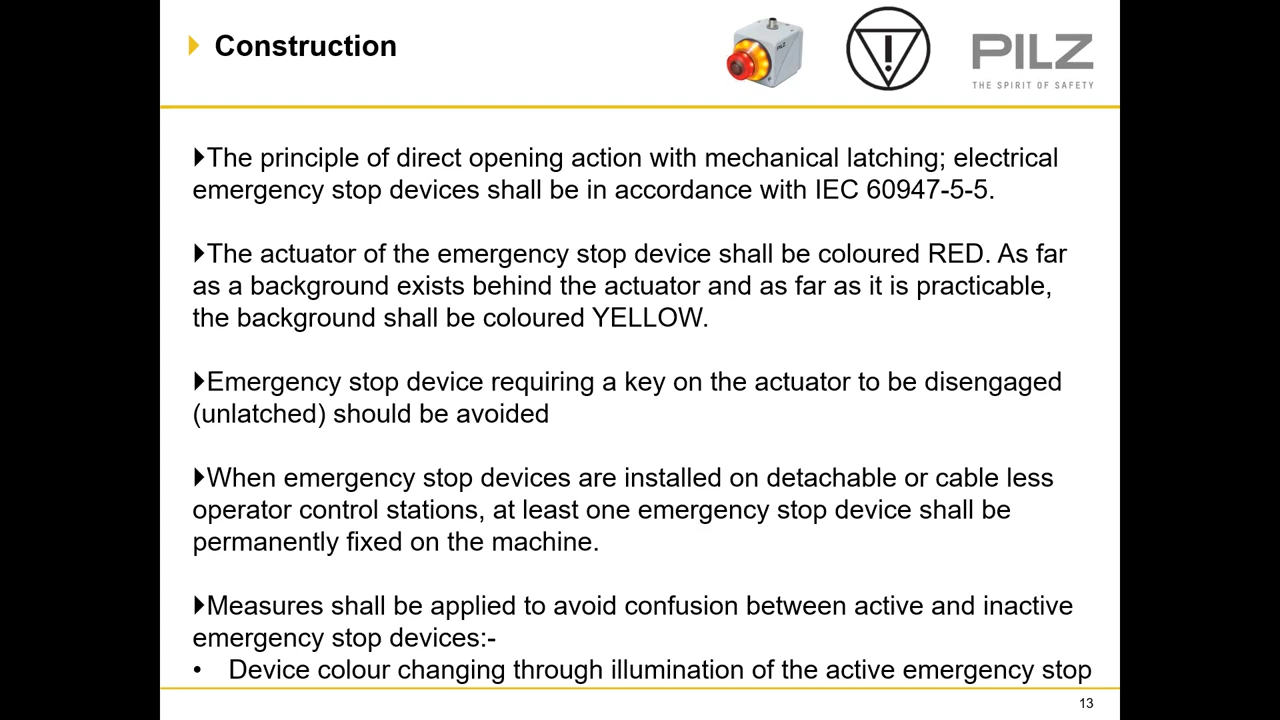 Construction
PILZ
THE SPIRIT OF SAFETY
The principle of direct opening action with mechanical latching; electrical
emergency stop devices shall be in accordance with IEC 60947-5-5.
The actuator of the emergency stop device shall be coloured RED. As far
as a background exists behind the actuator and as far as it is practicable,
the background shall be coloured YELLOW.
Emergency stop device requiring a key on the actuator to be disengaged
(unlatched) should be avoided
When emergency stop devices are installed on detachable or cable less
operator control stations, at least one emergency stop device shall be
permanently fixed on the machine.
Measures shall be applied to avoid confusion between active and inactive
emergency stop devices:-
• Device colour changing through illumination of the active emergency stop
13